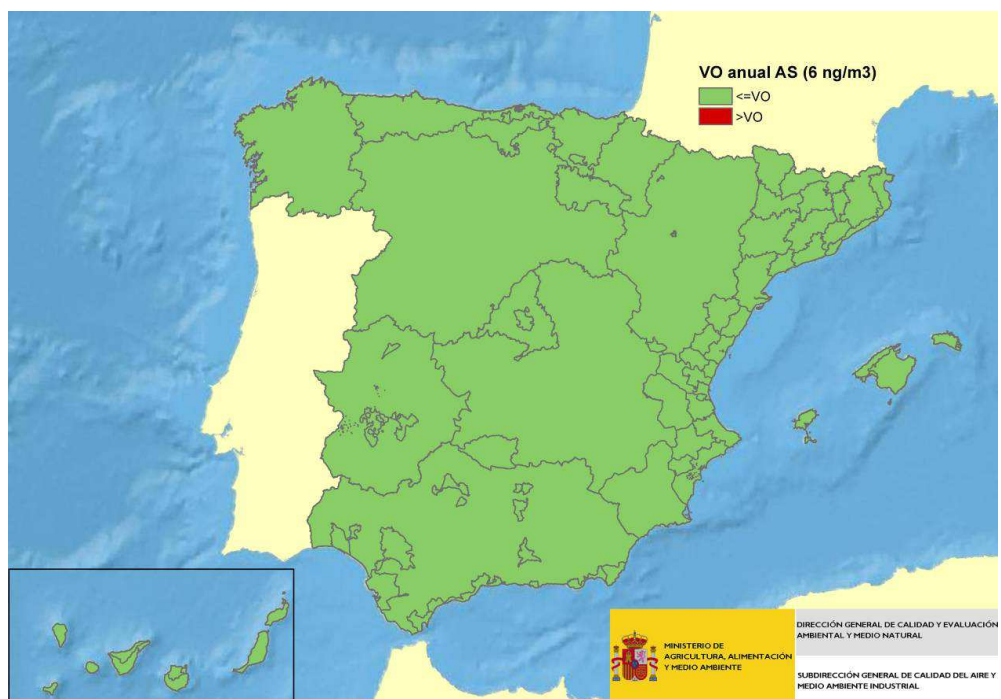 VO anual AS (6 ng/m3)
<=VO
>VO
MINISTERIO DE
AGRICULTURA, ALIMENTACIÓN
Y MEDIO AMBIENTE
DIRECCIÓN GENERAL DE CALIDAD Y EVALUACIÓN
AMBIENTAL Y MEDIO NATURAL
SUBDIRECCIÓN GENERAL DE CALIDAD DEL AIRE Y
MEDIO AMBIENTE INDUSTRIAL